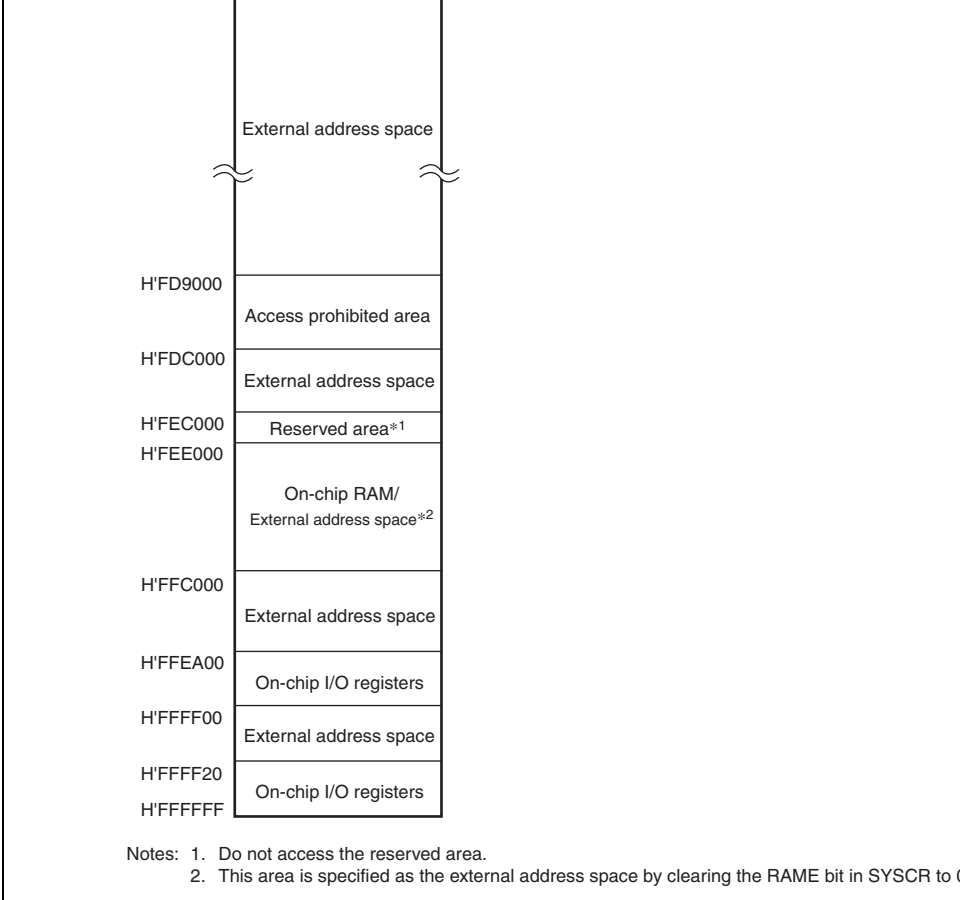 External address space
H'FD9000
Access prohibited area
H'FDC000
External address space
H'FEC000
Reserved area*1
H'FEE000
On-chip RAM/
External address space*2
H'FFC000
External address space
H'FFEA00
On-chip I/O registers
H'FFFF00
External address space
H'FFFF20
On-chip I/O registers
H'FFFFFF
Notes: 1. Do not access the reserved area.
2. This area is specified as the external address space by clearing the RAME bit in SYSCR to